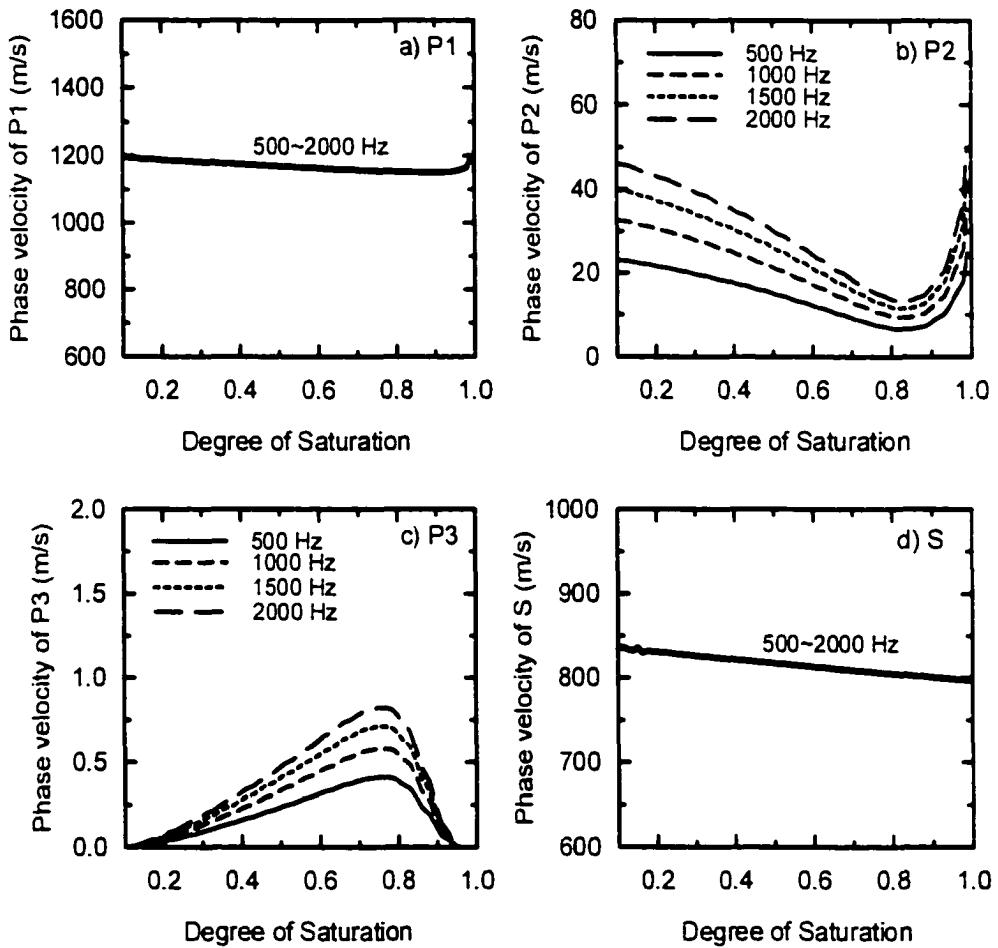 a) P1
Phase velocity of P1 (m/s)
1600
1400
1200
1000
800
600
500~2000 Hz
0.2 0.4 0.6 0.8 1.0
Degree of Saturation
b) P2
Phase velocity of P2 (m/s)
80
60
40
20
0
500 Hz
1000 Hz
1500 Hz
2000 Hz
0.2 0.4 0.6 0.8 1.0
Degree of Saturation
c) P3
Phase velocity of P3 (m/s)
2.0
1.5
1.0
0.5
0.0
500 Hz
1000 Hz
1500 Hz
2000 Hz
0.2 0.4 0.6 0.8 1.0
Degree of Saturation
d) S
Phase velocity of S (m/s)
1000
900
800
700
600
500~2000 Hz
0.2 0.4 0.6 0.8 1.0
Degree of Saturation